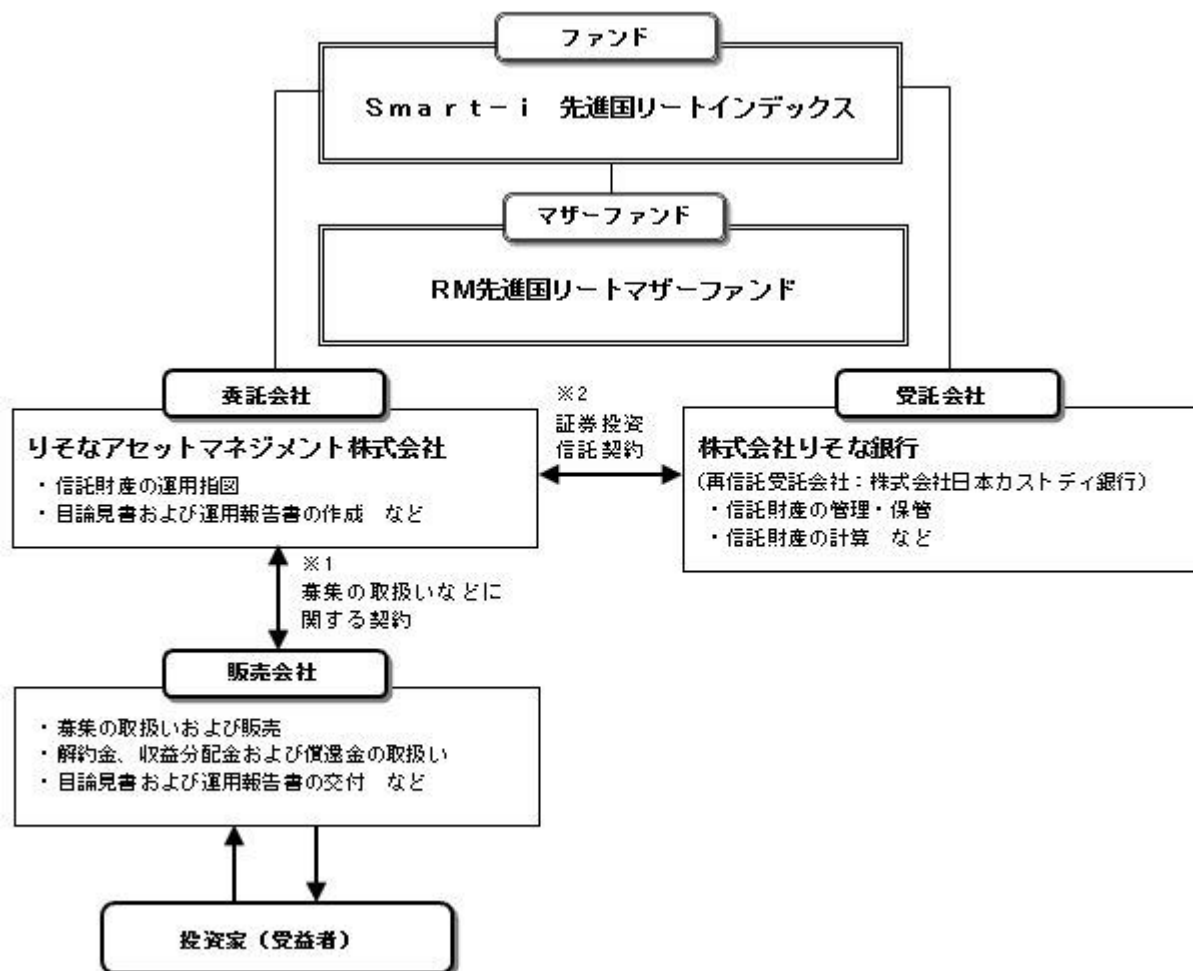 ファンド
Ｓｍａｒｔ－ｉ　先進国リートインデックス
マザーファンド
ＲＭ先進国リートマザーファンド
委託会社
りそなアセットマネジメント株式会社
・信託財産の運用指図
・目論見書および運用報告書の作成　など
※2
証券投資
信託契約
受託会社
株式会社りそな銀行
（再信託受託会社：株式会社日本カストディ銀行）
・信託財産の管理・保管
・信託財産の計算　など
※1
募集の取扱いなどに
関する契約
販売会社
・募集の取扱いおよび販売
・解約金、収益分配金および償還金の取扱い
・目論見書および運用報告書の交付　など
投資家（受益者）